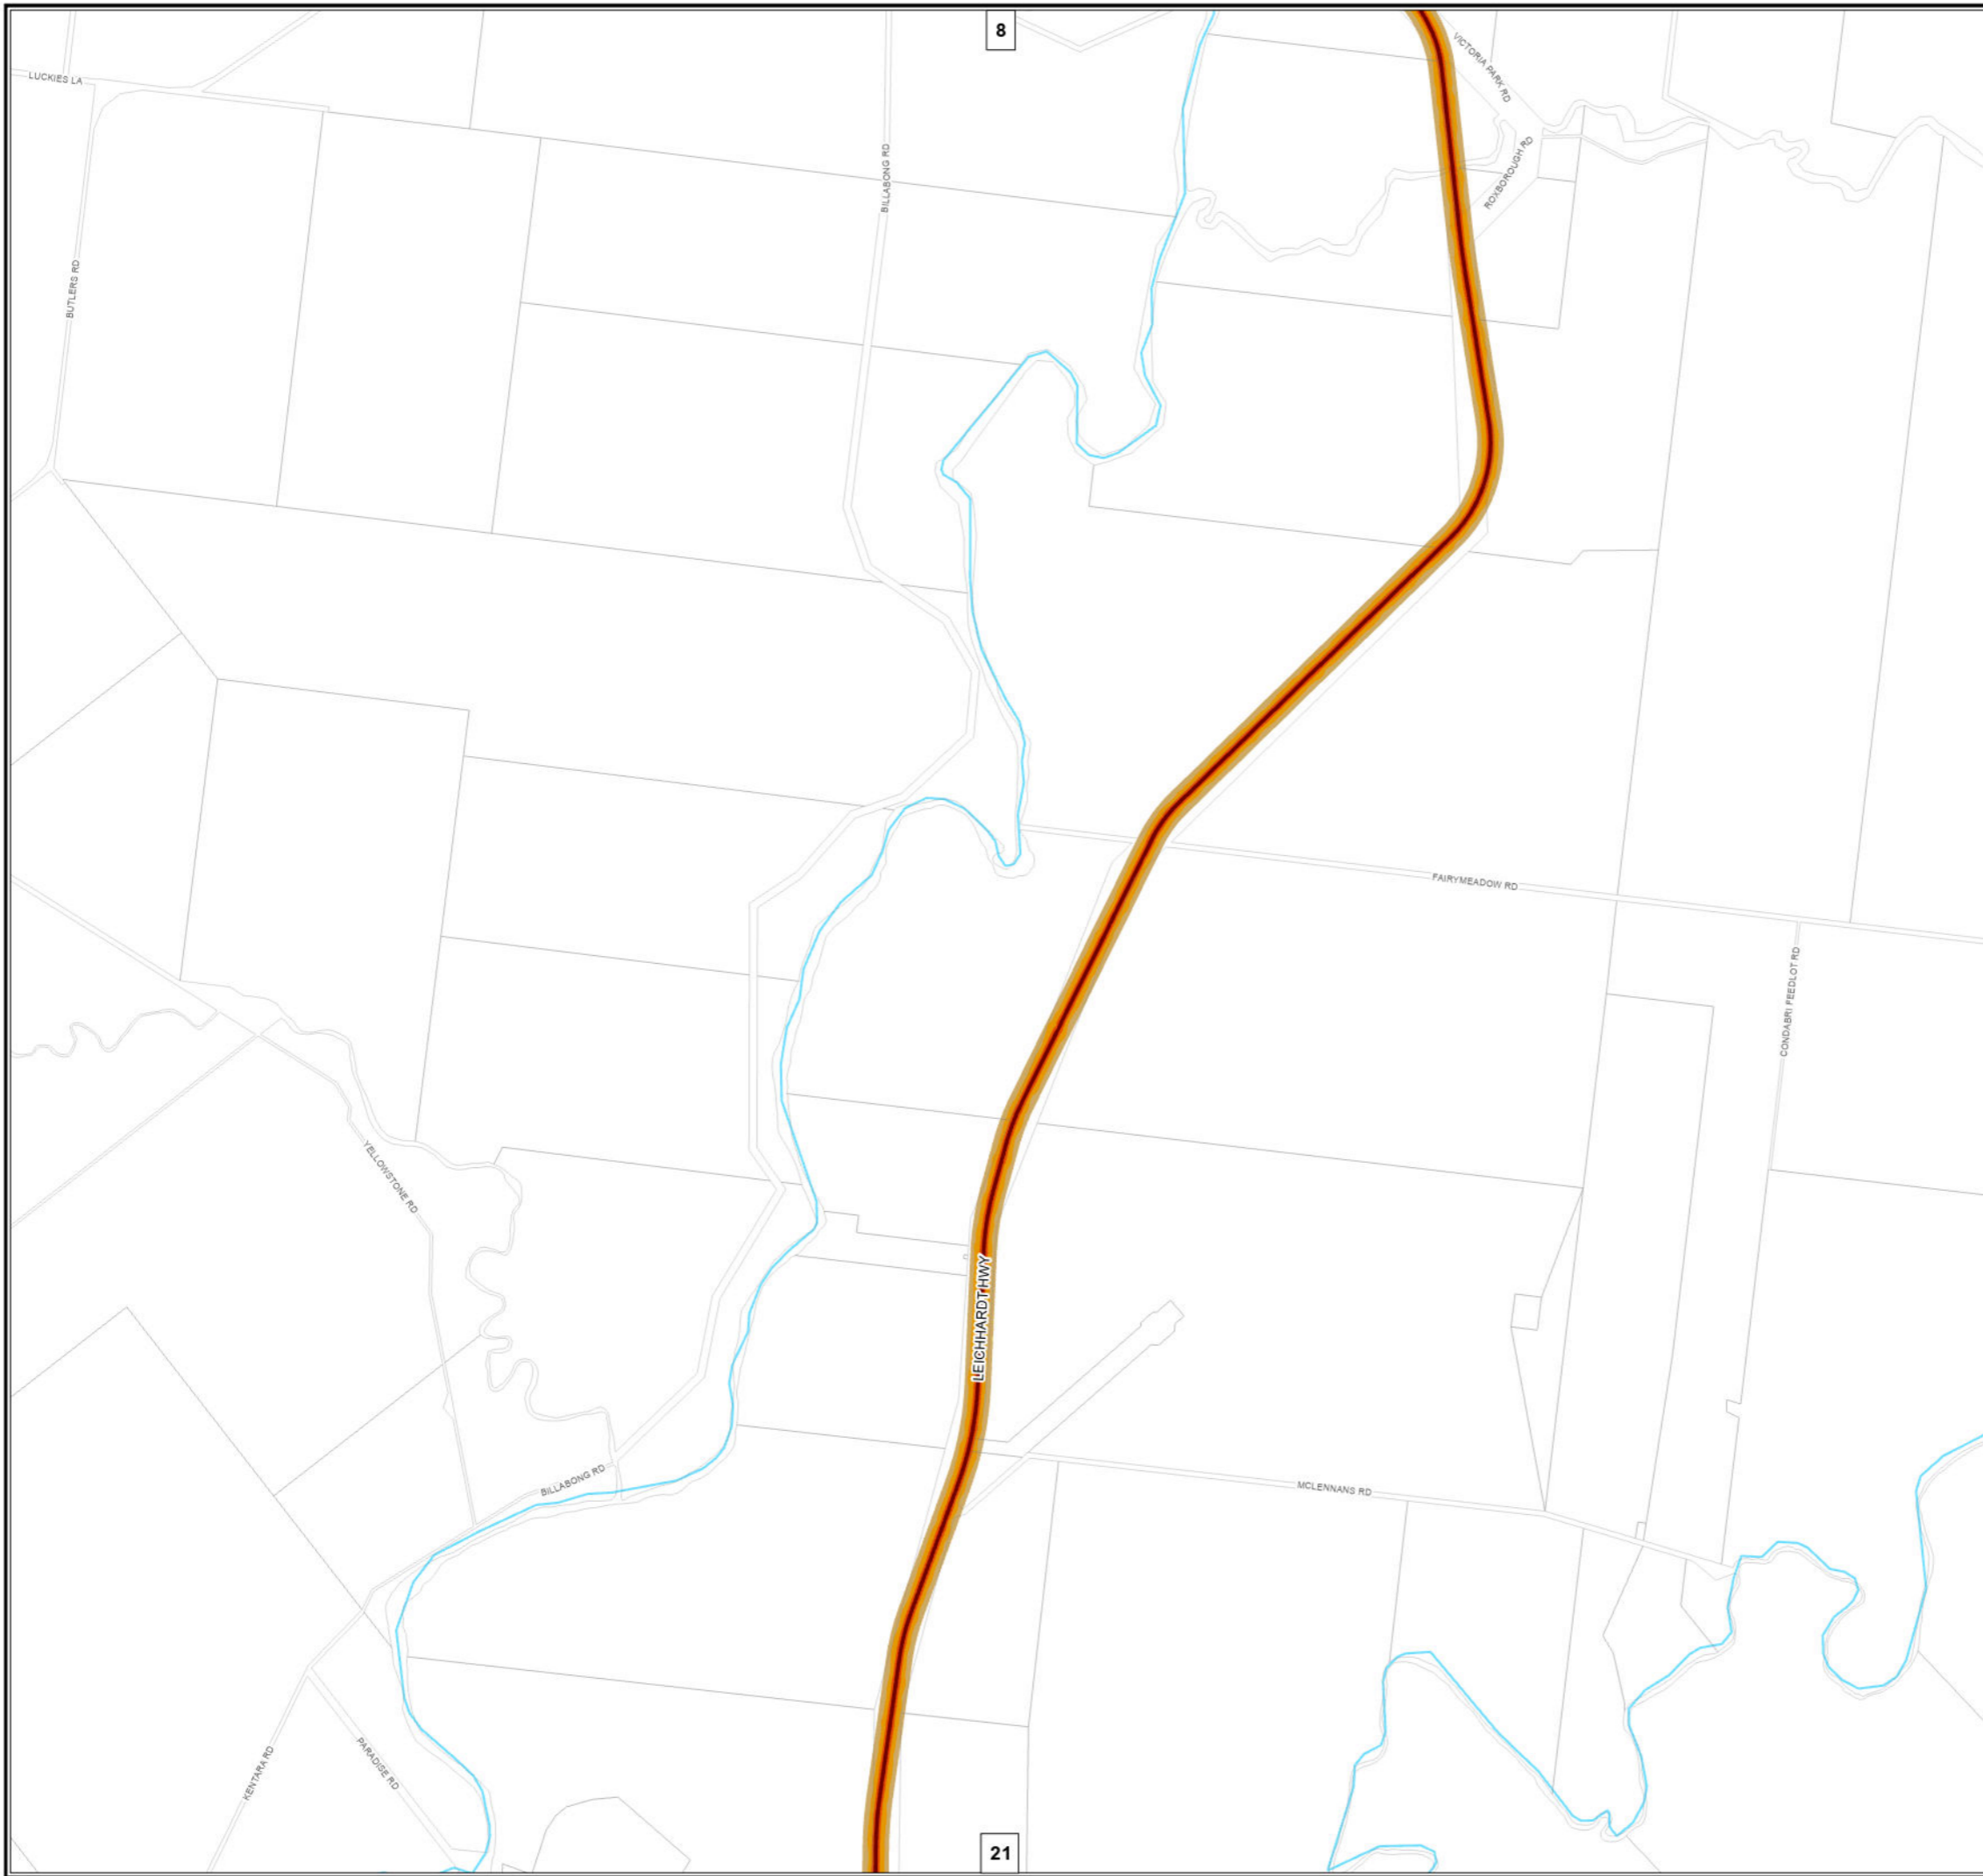 8
VICTORIA PARK RD
LUCKIES LA
BILLABONG RD
ROXBOROUGH RD
BUTLERS RD
FAIRYMEADOW RD
CONDABRI FEEDLOT RD
YELLOWSTONE RD
LEICHHARDT HWY
BILLABONG RD
MCLENNANS RD
KENTARA RD
PARADISE RD
21